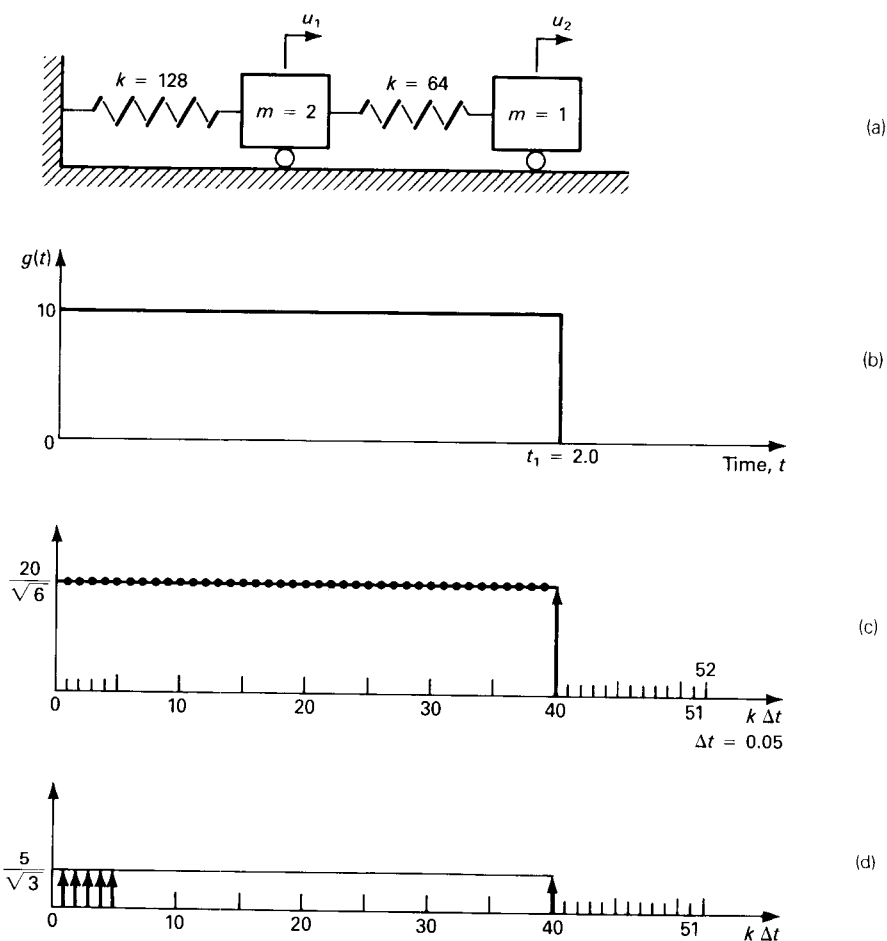 u₁
u₂
k = 128
k = 64
m = 2
m = 1
(a)
g(t)
10
0
t₁ = 2.0
Time, t
(b)
20
√6
52
0
10
20
30
40
51
k Δt
Δt = 0.05
(c)
5
√3
0
10
20
30
40
51
k Δt
(d)